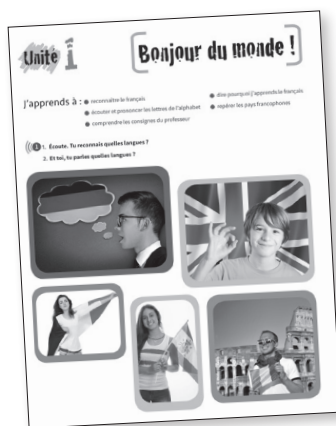 Unité 1
Bonjour du monde !
J'apprends à :
● reconnaître le français
● écouter et prononcer les lettres de l'alphabet
● comprendre les consignes du professeur
● dire pourquoi j'apprends le français
● repérer les pays francophones
1 1. Écoute. Tu reconnais quelles langues ?
2. Et toi, tu parles quelles langues ?